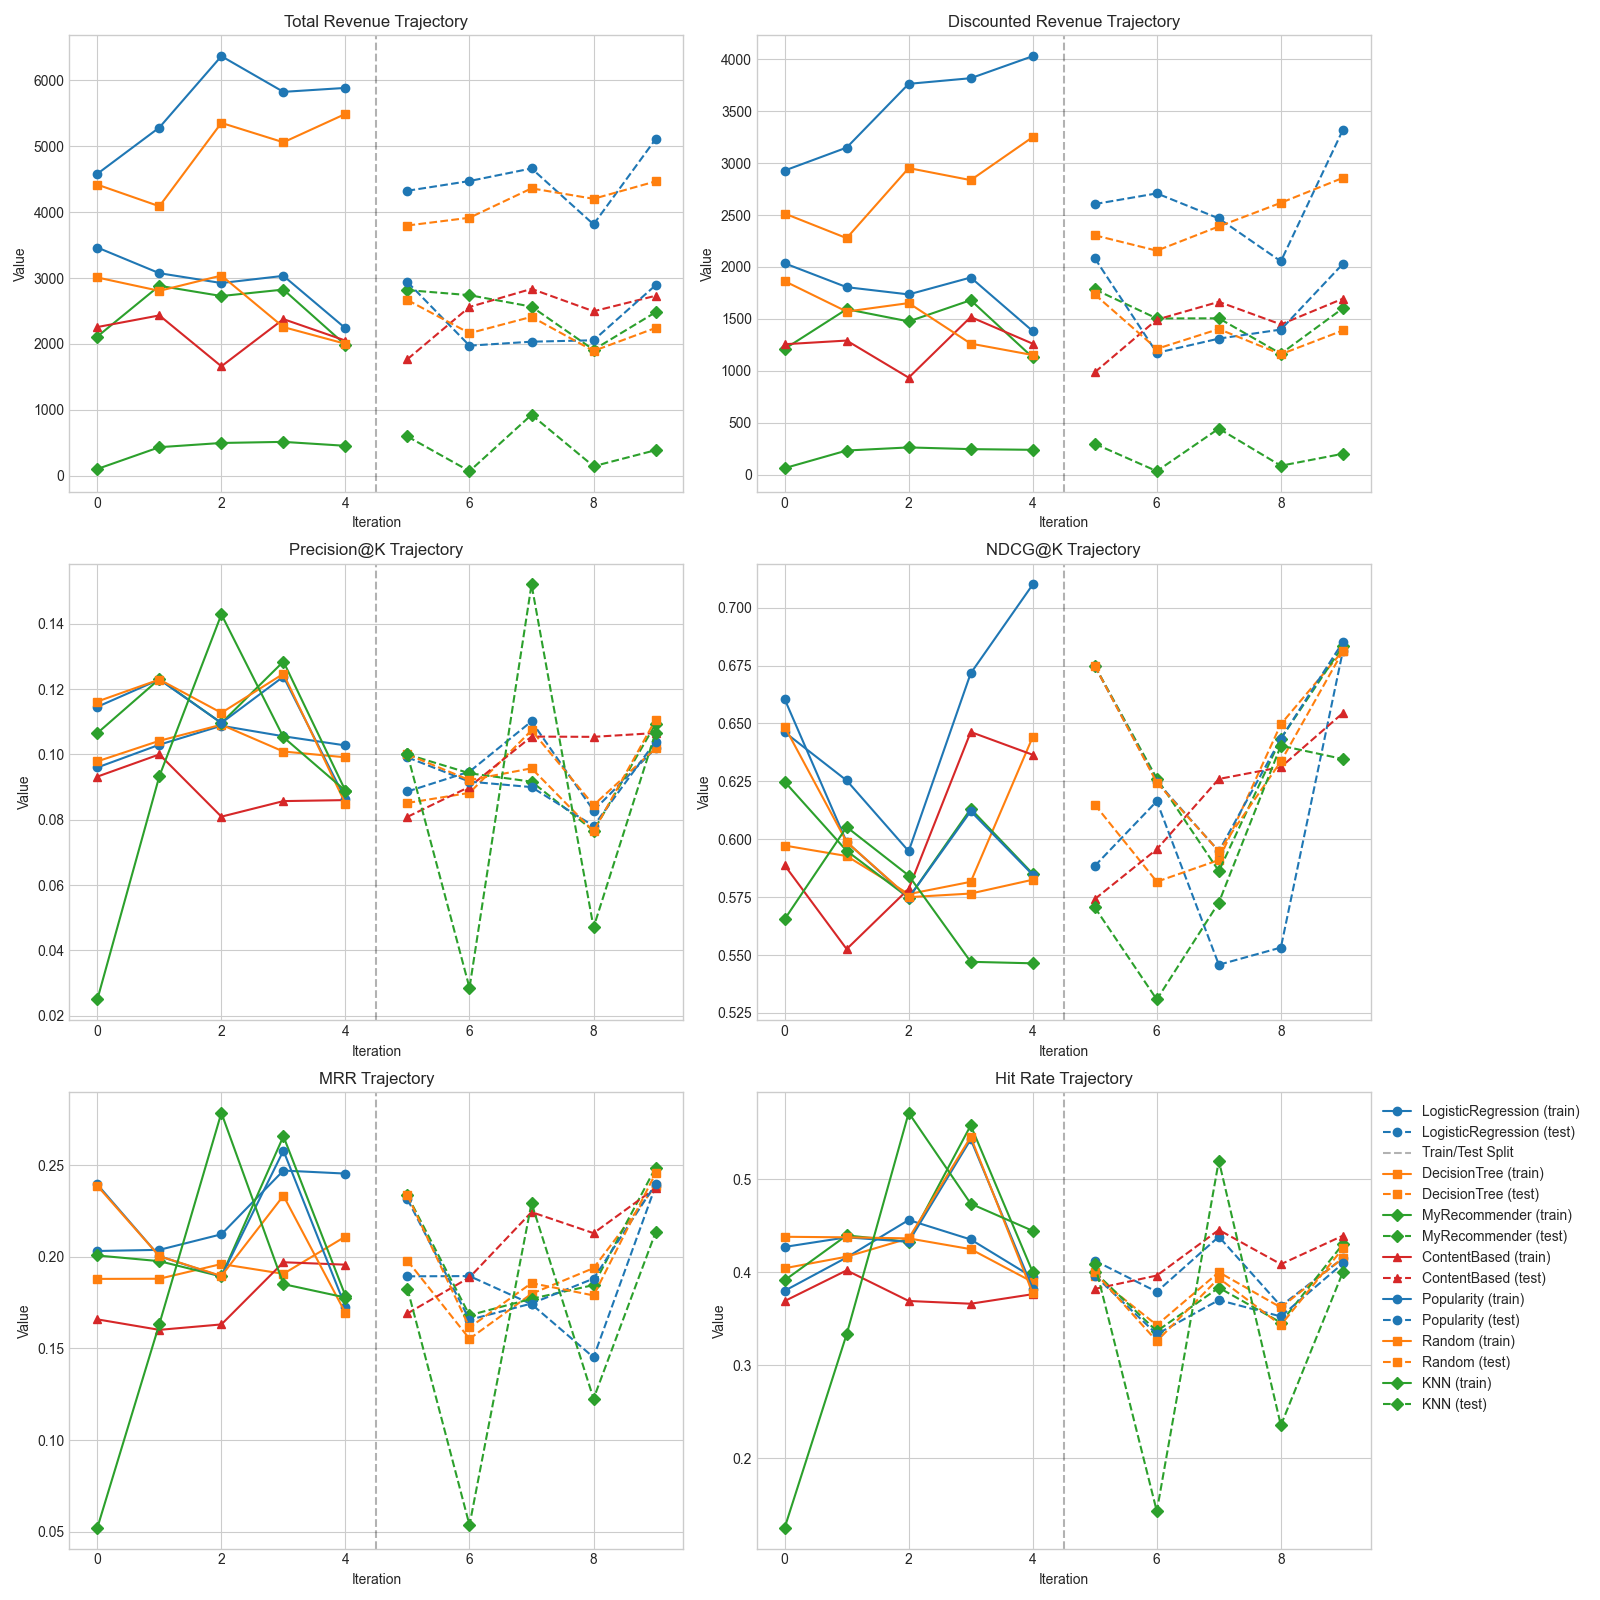 Total Revenue Trajectory
Value
6000
5000
4000
3000
2000
1000
0
0 2 4 6 8
Iteration
Discounted Revenue Trajectory
Value
4000
3500
3000
2500
2000
1500
1000
500
0
0 2 4 6 8
Iteration
Precision@K Trajectory
Value
0.14
0.12
0.10
0.08
0.06
0.04
0.02
0 2 4 6 8
Iteration
NDCG@K Trajectory
Value
0.700
0.675
0.650
0.625
0.600
0.575
0.550
0.525
0 2 4 6 8
Iteration
MRR Trajectory
Value
0.25
0.20
0.15
0.10
0.05
0 2 4 6 8
Iteration
Hit Rate Trajectory
Value
0.5
0.4
0.3
0.2
0 2 4 6 8
Iteration
LogisticRegression (train)
LogisticRegression (test)
Train/Test Split
DecisionTree (train)
DecisionTree (test)
MyRecommender (train)
MyRecommender (test)
ContentBased (train)
ContentBased (test)
Popularity (train)
Popularity (test)
Random (train)
Random (test)
KNN (train)
KNN (test)